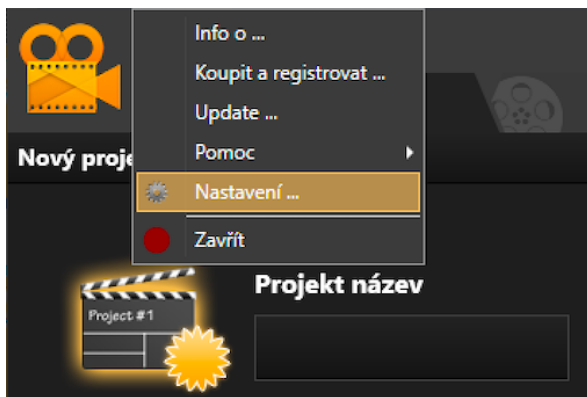 Info o ...
Koupit a registrovat ...
Update ...
Pomoc
Nový proje
Nastavení ...
Zavřít
Projekt název
Project #1